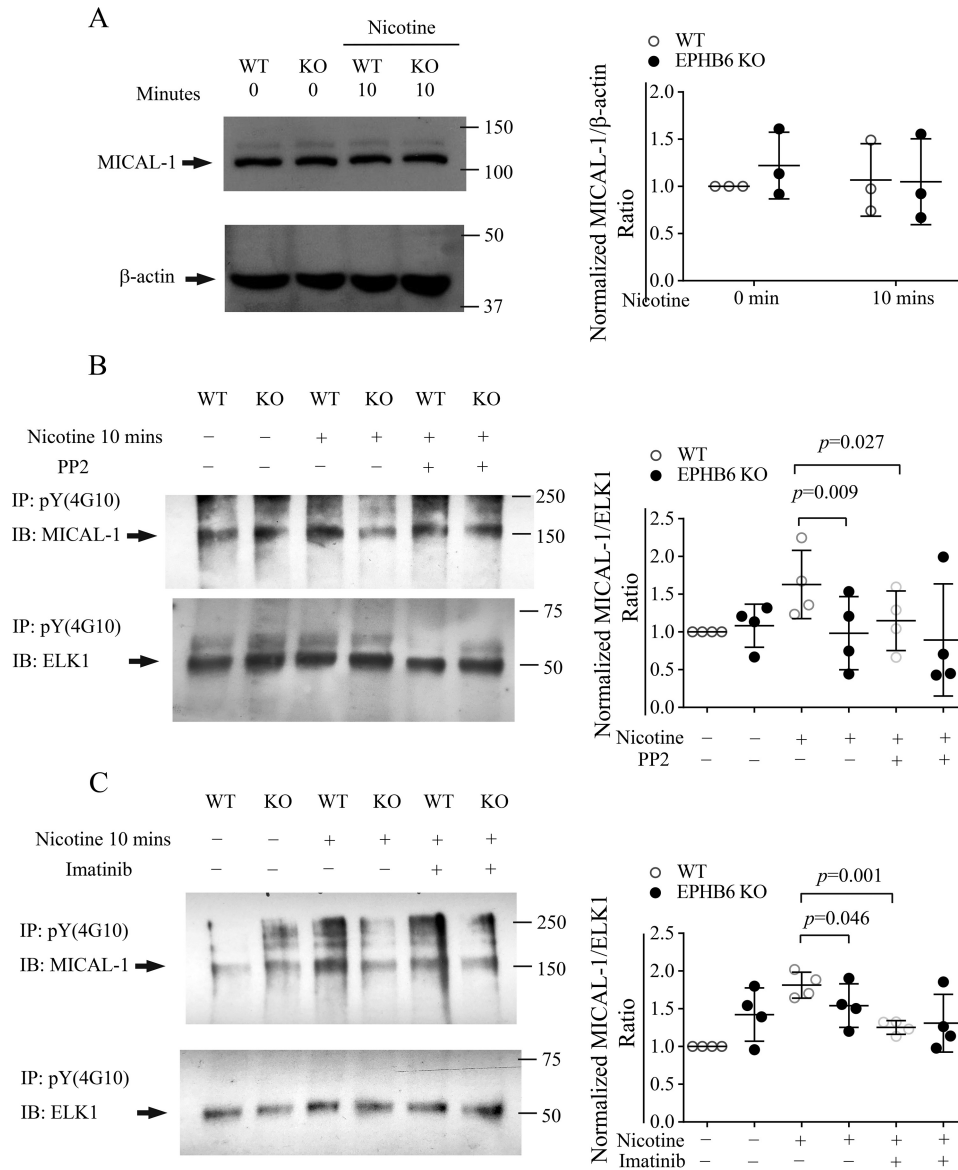 A
Nicotine
WT KO WT KO
Minutes 0 0 10 10
MICAL-1
150
100
β-actin
50
37
WT
EPHB6 KO
Normalized MICAL-1/β-actin
Ratio
2.0
1.5
1.0
0.5
0.0
Nicotine 0 min 10 mins
B
WT KO WT KO WT KO
Nicotine 10 mins – – + + + +
PP2 – – + +
IP: pY(4G10)
IB: MICAL-1
250
150
IP: pY(4G10)
IB: ELK1
75
50
WT
EPHB6 KO
p=0.027
p=0.009
Normalized MICAL-1/ELK1
Ratio
2.5
2.0
1.5
1.0
0.5
0.0
Nicotine – – + + + +
PP2 – – + +
C
WT KO WT KO WT KO
Nicotine 10 mins – – + + + +
Imatinib – – + +
IP: pY(4G10)
IB: MICAL-1
250
150
IP: pY(4G10)
IB: ELK1
75
50
WT
EPHB6 KO
p=0.001
p=0.046
Normalized MICAL-1/ELK1
Ratio
2.5
2.0
1.5
1.0
0.5
0.0
Nicotine – – + + + +
Imatinib – – + +